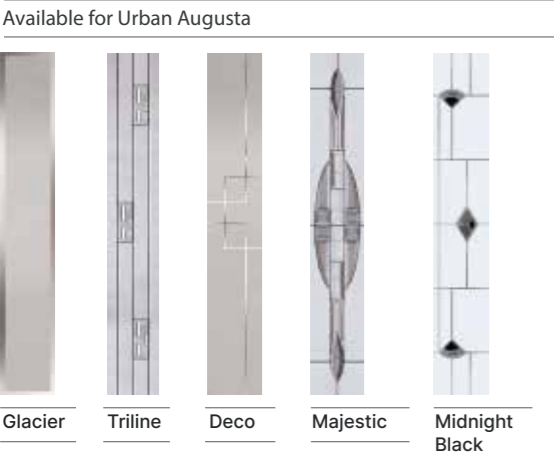 Available for Urban Augusta
Glacier
Triline
Deco
Majestic
Midnight
Black